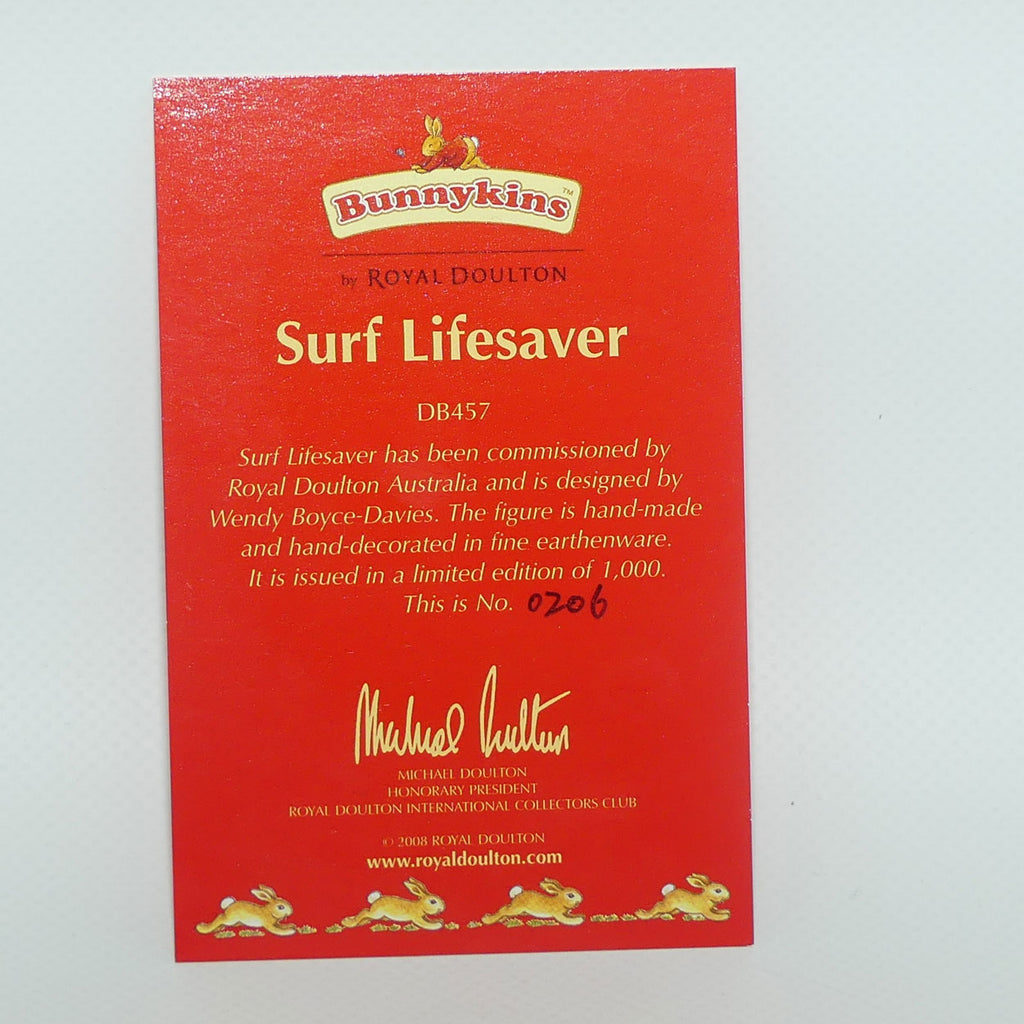 Bunnykins™
by ROYAL DOULTON
Surf Lifesaver
DB457
Surf Lifesaver has been commissioned by
Royal Doulton Australia and is designed by
Wendy Boyce-Davies. The figure is hand-made
and hand-decorated in fine earthenware.
It is issued in a limited edition of 1,000.
This is No. 0206
Michael Doulton
MICHAEL DOULTON
HONORARY PRESIDENT
ROYAL DOULTON INTERNATIONAL COLLECTORS CLUB
© 2008 ROYAL DOULTON
www.royaldoulton.com